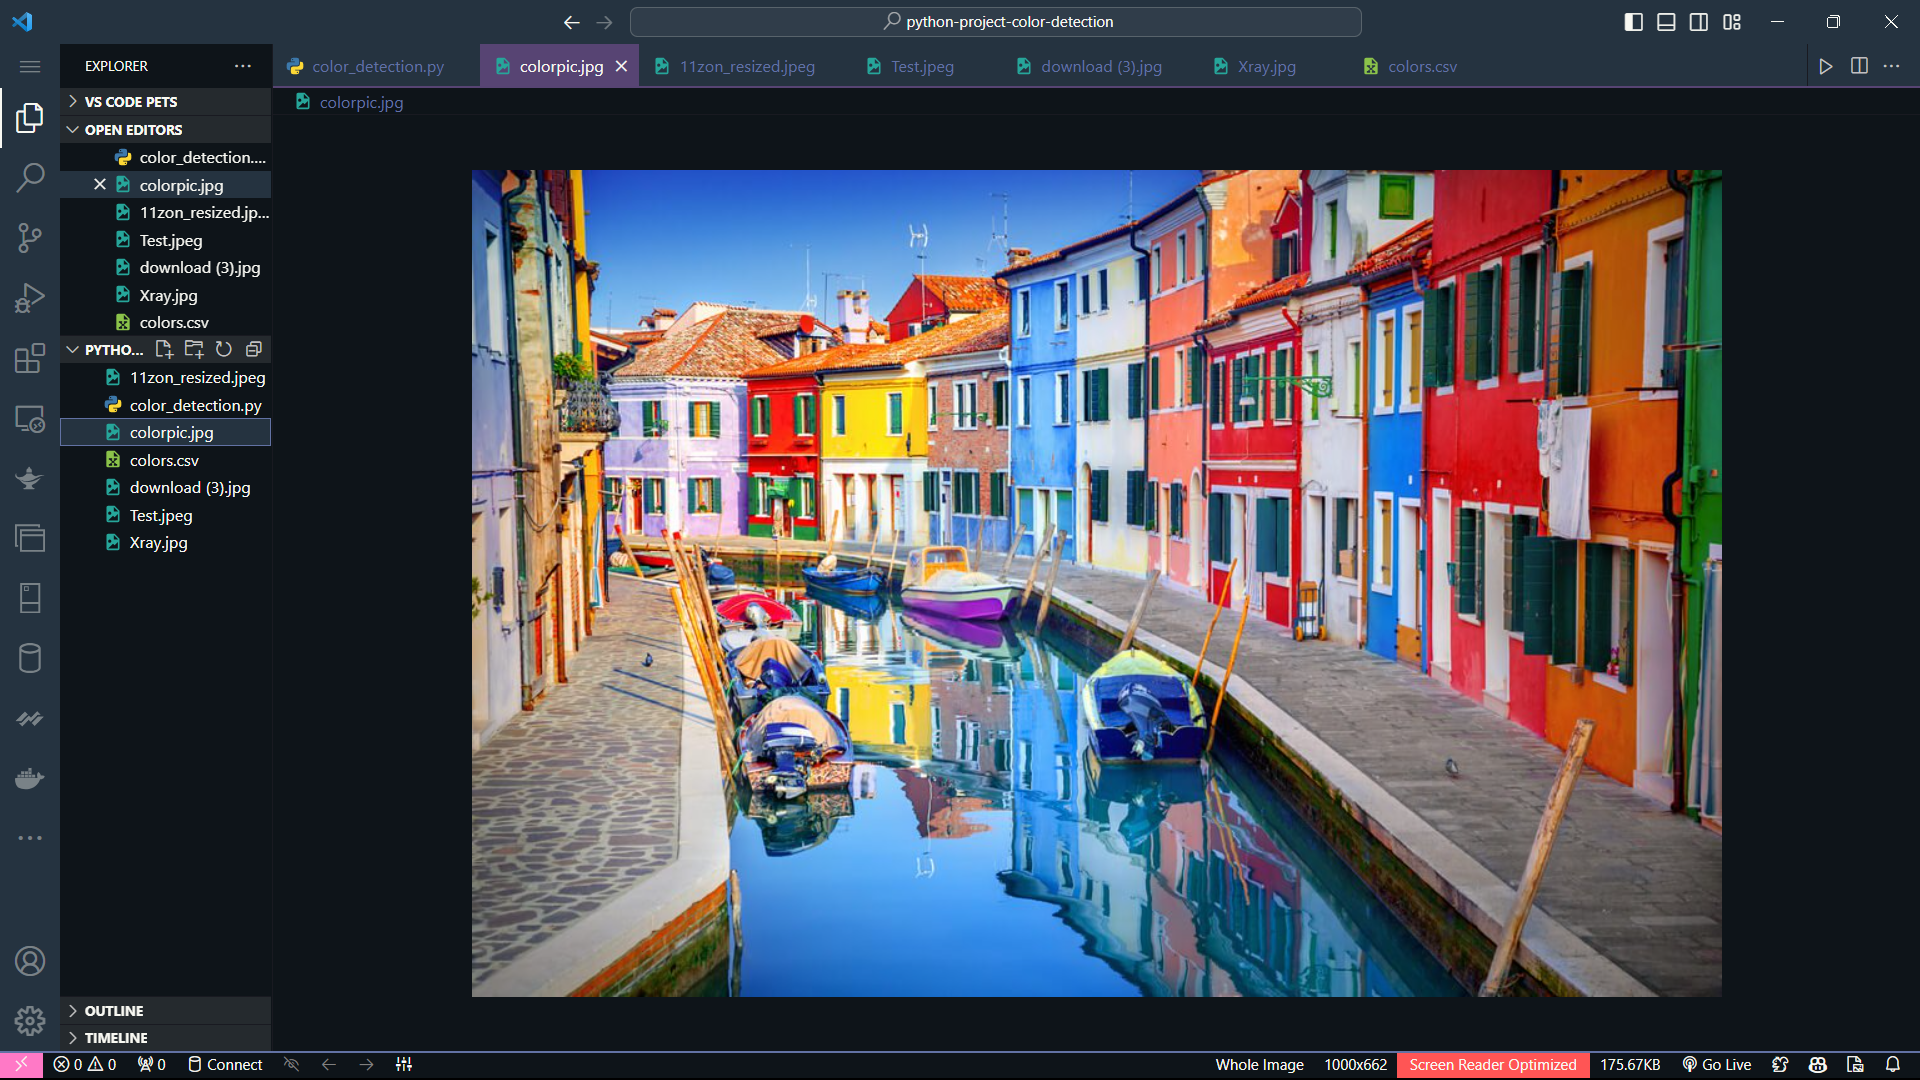 python-project-color-detection
EXPLORER
color_detection.py
colorpic.jpg
11zon_resized.jpeg
Test.jpeg
download (3).jpg
Xray.jpg
colors.csv
colorpic.jpg
VS CODE PETS
OPEN EDITORS
color_detection....
colorpic.jpg
11zon_resized.jp...
Test.jpeg
download (3).jpg
Xray.jpg
colors.csv
PYTHO...
11zon_resized.jpeg
color_detection.py
colorpic.jpg
colors.csv
download (3).jpg
Test.jpeg
Xray.jpg
OUTLINE
TIMELINE
0 0 0 Connect
Whole Image 1000x662 Screen Reader Optimized 175.67KB Go Live